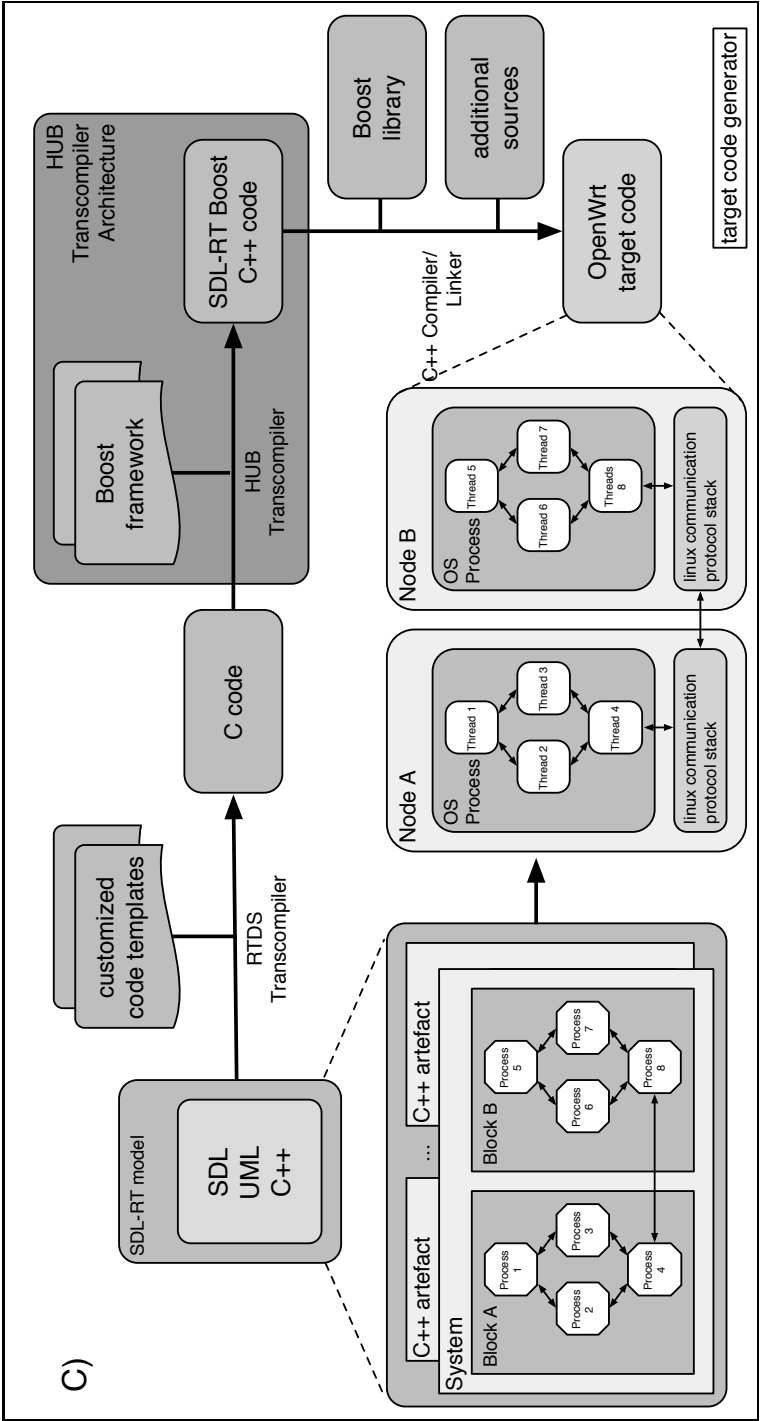 C)
SDL-RT model
SDL
UML
C++
customized
code templates
RTDS
Transcompiler
C code
Boost
framework
HUB
Transcompiler
HUB
Transcompiler
Architecture
SDL-RT Boost
C++ code
Boost
library
additional
sources
C++ Compiler/
Linker
OpenWrt
target code
target code generator
C++ artefact
...
C++ artefact
System
Block A
Process
1
Process
2
Process
3
Process
4
Block B
Process
5
Process
6
Process
7
Process
8
Node A
OS
Process
Thread 1
Thread 2
Thread 3
Thread 4
linux communication
protocol stack
Node B
OS
Process
Thread 5
Thread 6
Thread 7
Threads
8
linux communication
protocol stack